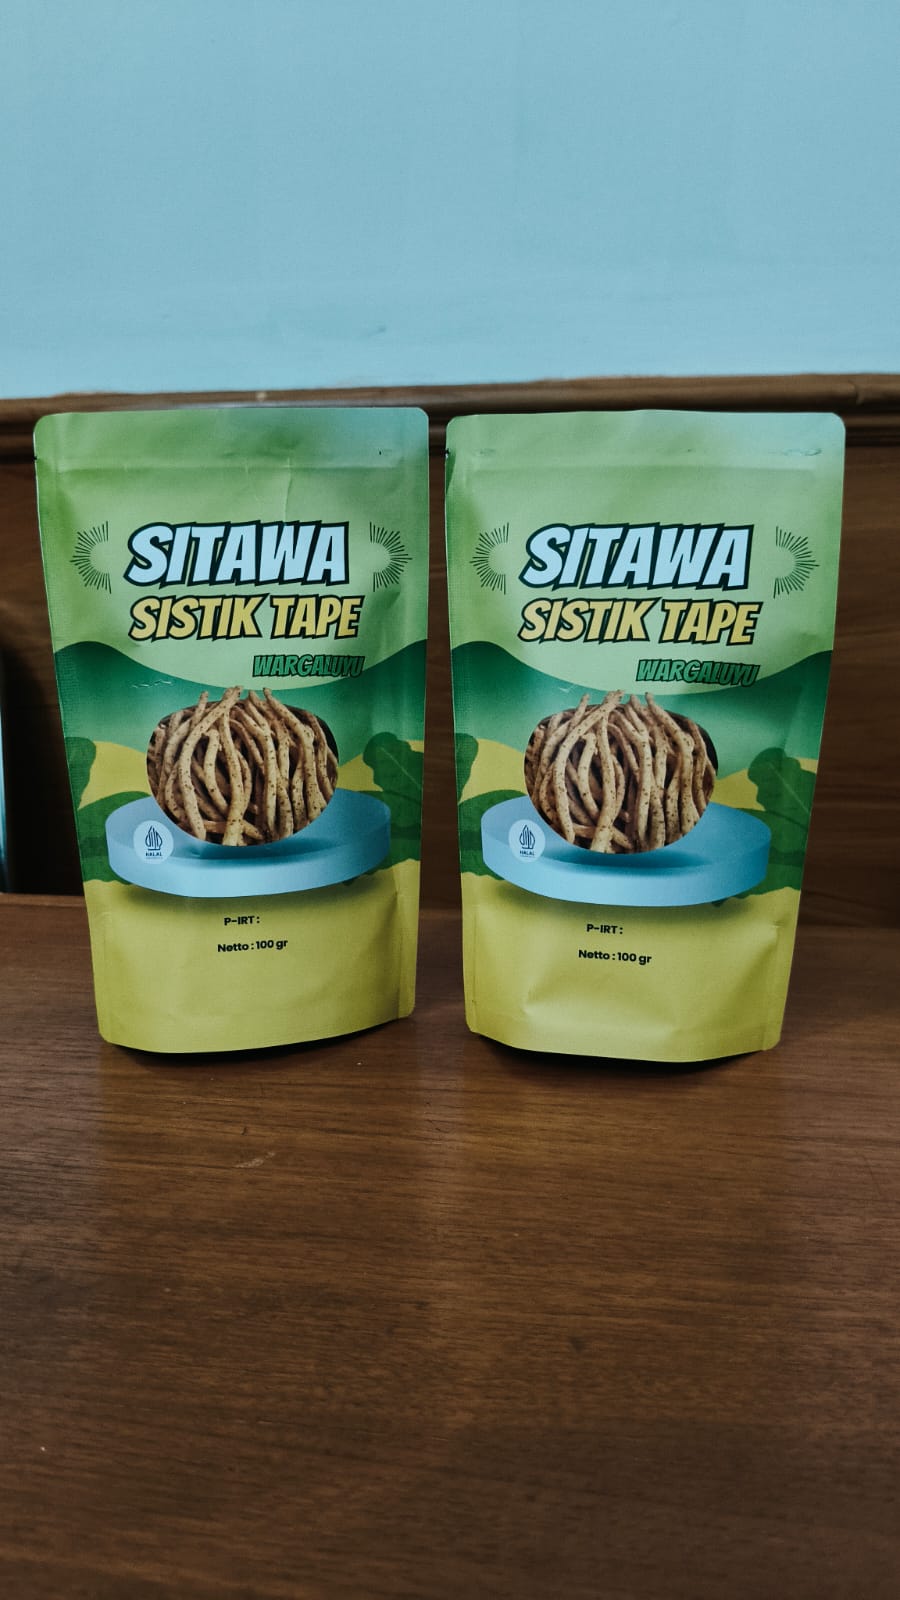 SITAWA
SISTIK TAPE
WARGALUYU
HALAL
P-IRT :
Netto : 100 gr
SITAWA
SISTIK TAPE
WARGALUYU
HALAL
P-IRT :
Netto : 100 gr